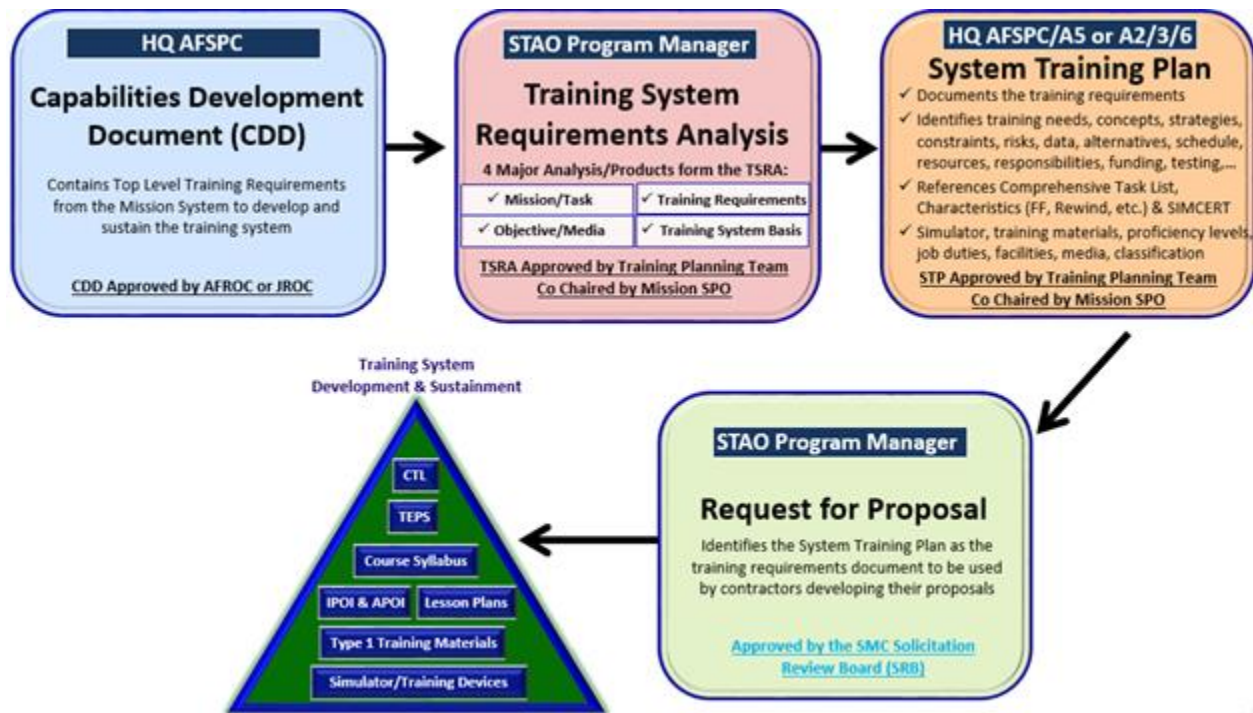 HQ AFSPC
Capabilities Development
Document (CDD)
Contains Top Level Training Requirements
from the Mission System to develop and
sustain the training system
CDD Approved by AFROC or JROC
STAO Program Manager
Training System
Requirements Analysis
4 Major Analysis/Products form the TSRA:
✓ Mission/Task
✓ Training Requirements
✓ Objective/Media
✓ Training System Basis
TSRA Approved by Training Planning Team
Co Chaired by Mission SPO
HQ AFSPC/A5 or A2/3/6
System Training Plan
✓ Documents the training requirements
✓ Identifies training needs, concepts, strategies,
constraints, risks, data, alternatives, schedule,
resources, responsibilities, funding, testing,...
✓ References Comprehensive Task List,
Characteristics (FF, Rewind, etc.) & SIMCERT
✓ Simulator, training materials, proficiency levels,
job duties, facilities, media, classification
STP Approved by Training Planning Team
Co Chaired by Mission SPO
STAO Program Manager
Request for Proposal
Identifies the System Training Plan as the
training requirements document to be used
by contractors developing their proposals
Approved by the SMC Solicitation
Review Board (SRB)
Training System
Development & Sustainment
CTL
TEPS
Course Syllabus
IPOI & APOI
Lesson Plans
Type 1 Training Materials
Simulator/Training Devices